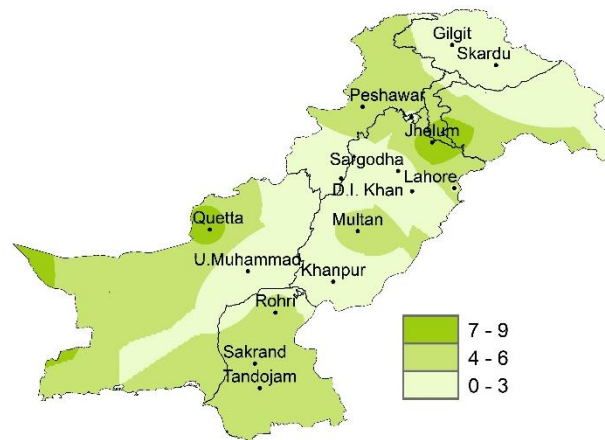 Gilgit
Skardu
Peshawar
Jhelum
Sargodha
D.I. Khan
Lahore
Quetta
Multan
U.Muhammad
Khanpur
Rohri
7 - 9
4 - 6
Sakrand
0 - 3
Tandojam